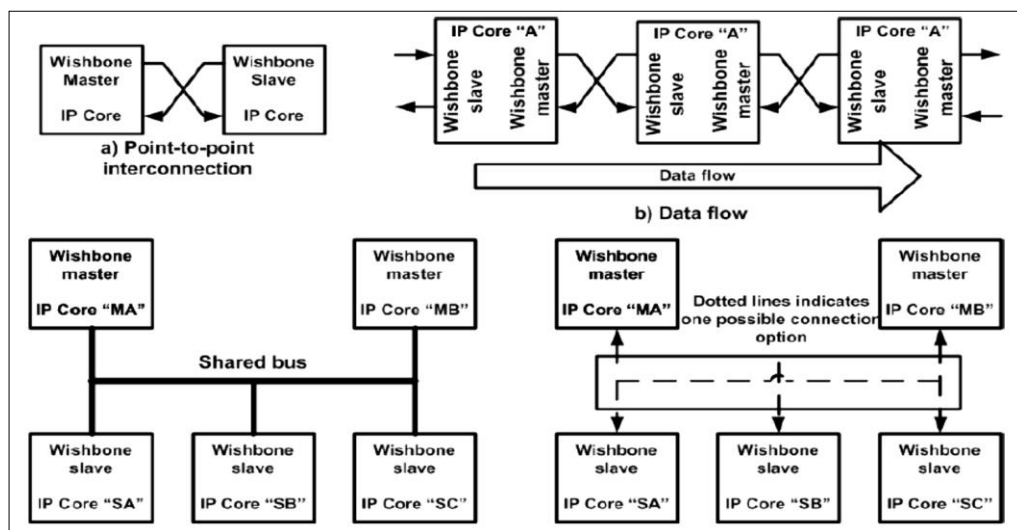 Wishbone
Master
IP Core
Wishbone
Slave
IP Core
a) Point-to-point
interconnection
IP Core “A”
Wishbone
slave
Wishbone
master
IP Core “A”
Wishbone
slave
Wishbone
master
IP Core “A”
Wishbone
slave
Wishbone
master
Data flow
b) Data flow
Wishbone
master
IP Core “MA”
Wishbone
master
IP Core “MB”
Shared bus
Wishbone
slave
IP Core “SA”
Wishbone
slave
IP Core “SB”
Wishbone
slave
IP Core “SC”
Wishbone
master
IP Core “MA”
Wishbone
master
IP Core “MB”
Dotted lines indicates
one possible connection
option
Wishbone
slave
IP Core “SA”
Wishbone
slave
IP Core “SB”
Wishbone
slave
IP Core “SC”